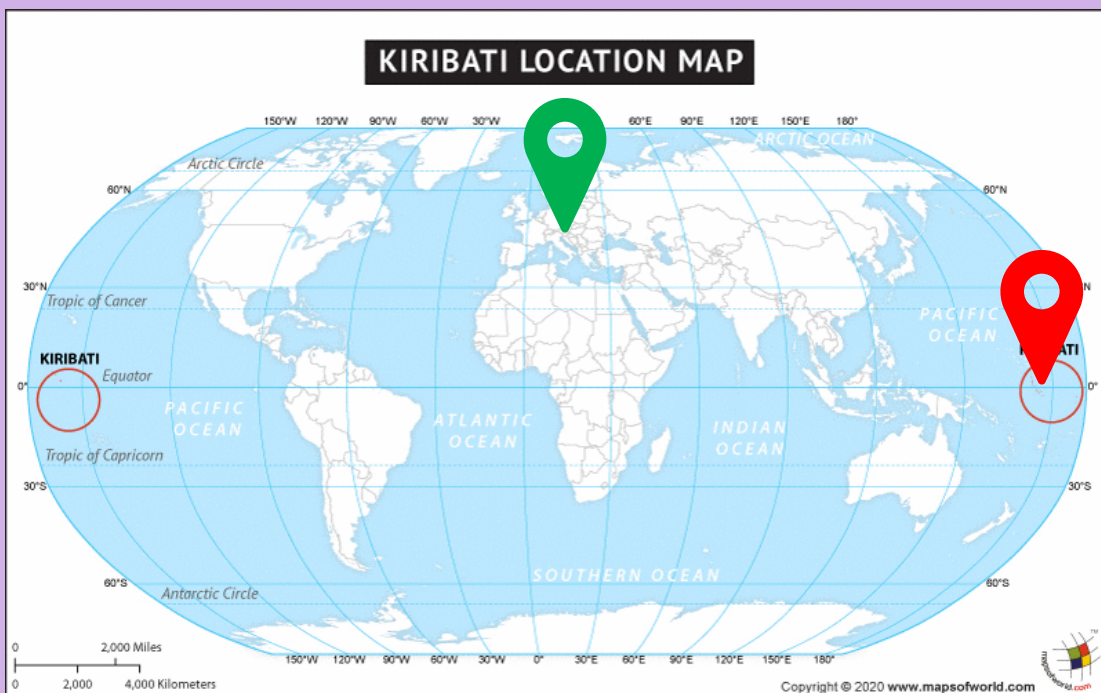 KIRIBATI LOCATION MAP
150°W 120°W 90°W 60°W 30°W 60°E 90°E 120°E 150°E 180°
ARCTIC OCEAN
Arctic Circle
60°N 60°N
30°N
Tropic of Cancer
PACIFIC
OCEAN
KIRIBATI
Equator
0° 0°
PACIFIC
OCEAN
ATLANTIC
OCEAN
INDIAN
OCEAN
Tropic of Capricorn
30°S 30°S
SOUTHERN OCEAN
60°S 60°S
Antarctic Circle
150°W 120°W 90°W 60°W 30°W 0° 30°E 60°E 90°E 120°E 150°E 180°
0 2,000 Miles
0 2,000 4,000 Kilometers
mapsofworld.com
TM
Copyright © 2020 www.mapsofworld.com